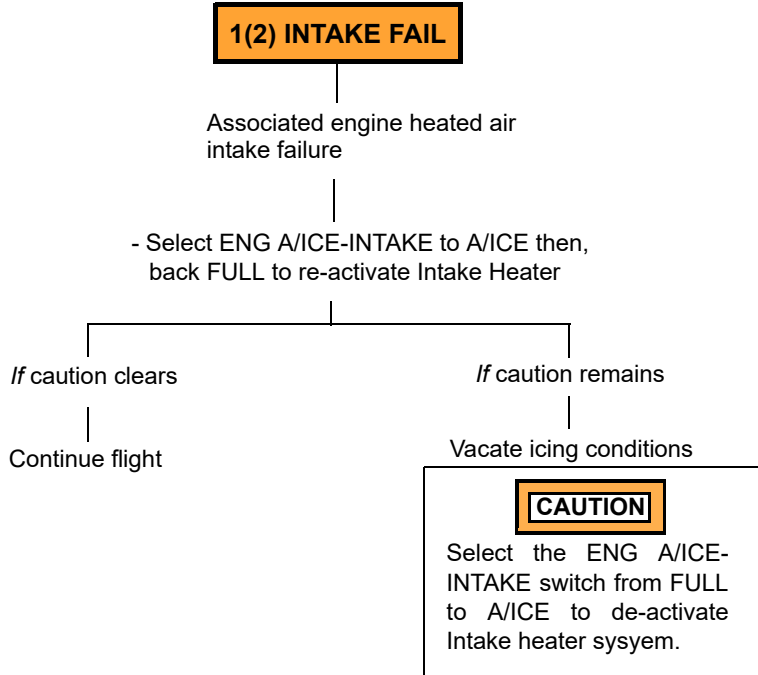 1(2) INTAKE FAIL
Associated engine heated air
intake failure
- Select ENG A/ICE-INTAKE to A/ICE then,
back FULL to re-activate Intake Heater
If caution clears
Continue flight
If caution remains
Vacate icing conditions
CAUTION
Select the ENG A/ICE-
INTAKE switch from FULL
to A/ICE to de-activate
Intake heater sysyem.